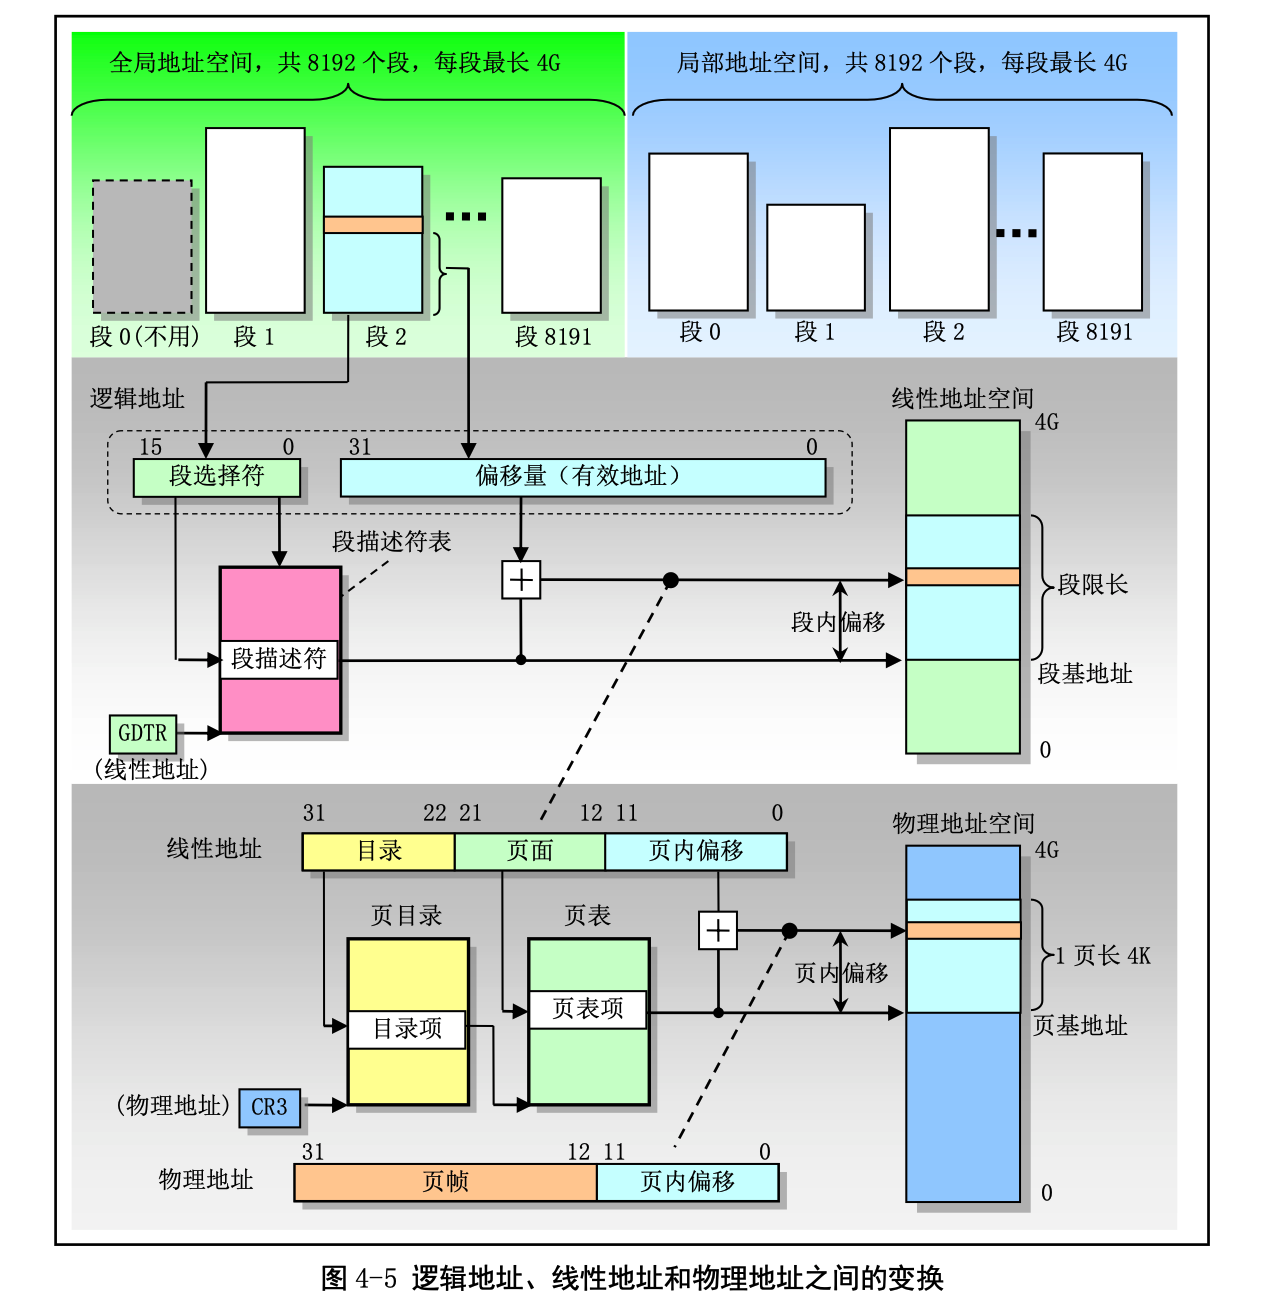 全局地址空间，共 8192 个段，每段最长 4G
局部地址空间，共 8192 个段，每段最长 4G
段 0(不用)
段 1
段 2
段 8191
段 0
段 1
段 2
段 8191
逻辑地址
线性地址空间
4G
15
0
31
0
段选择符
偏移量（有效地址）
段描述符表
段限长
段内偏移
段描述符
段基地址
GDTR
(线性地址)
0
31
22
21
12
11
0
物理地址空间
线性地址
目录
页面
页内偏移
4G
页目录
页表
1 页长 4K
页内偏移
页表项
目录项
页基地址
(物理地址)
CR3
31
12
11
0
物理地址
页帧
页内偏移
0
图 4-5 逻辑地址、线性地址和物理地址之间的变换